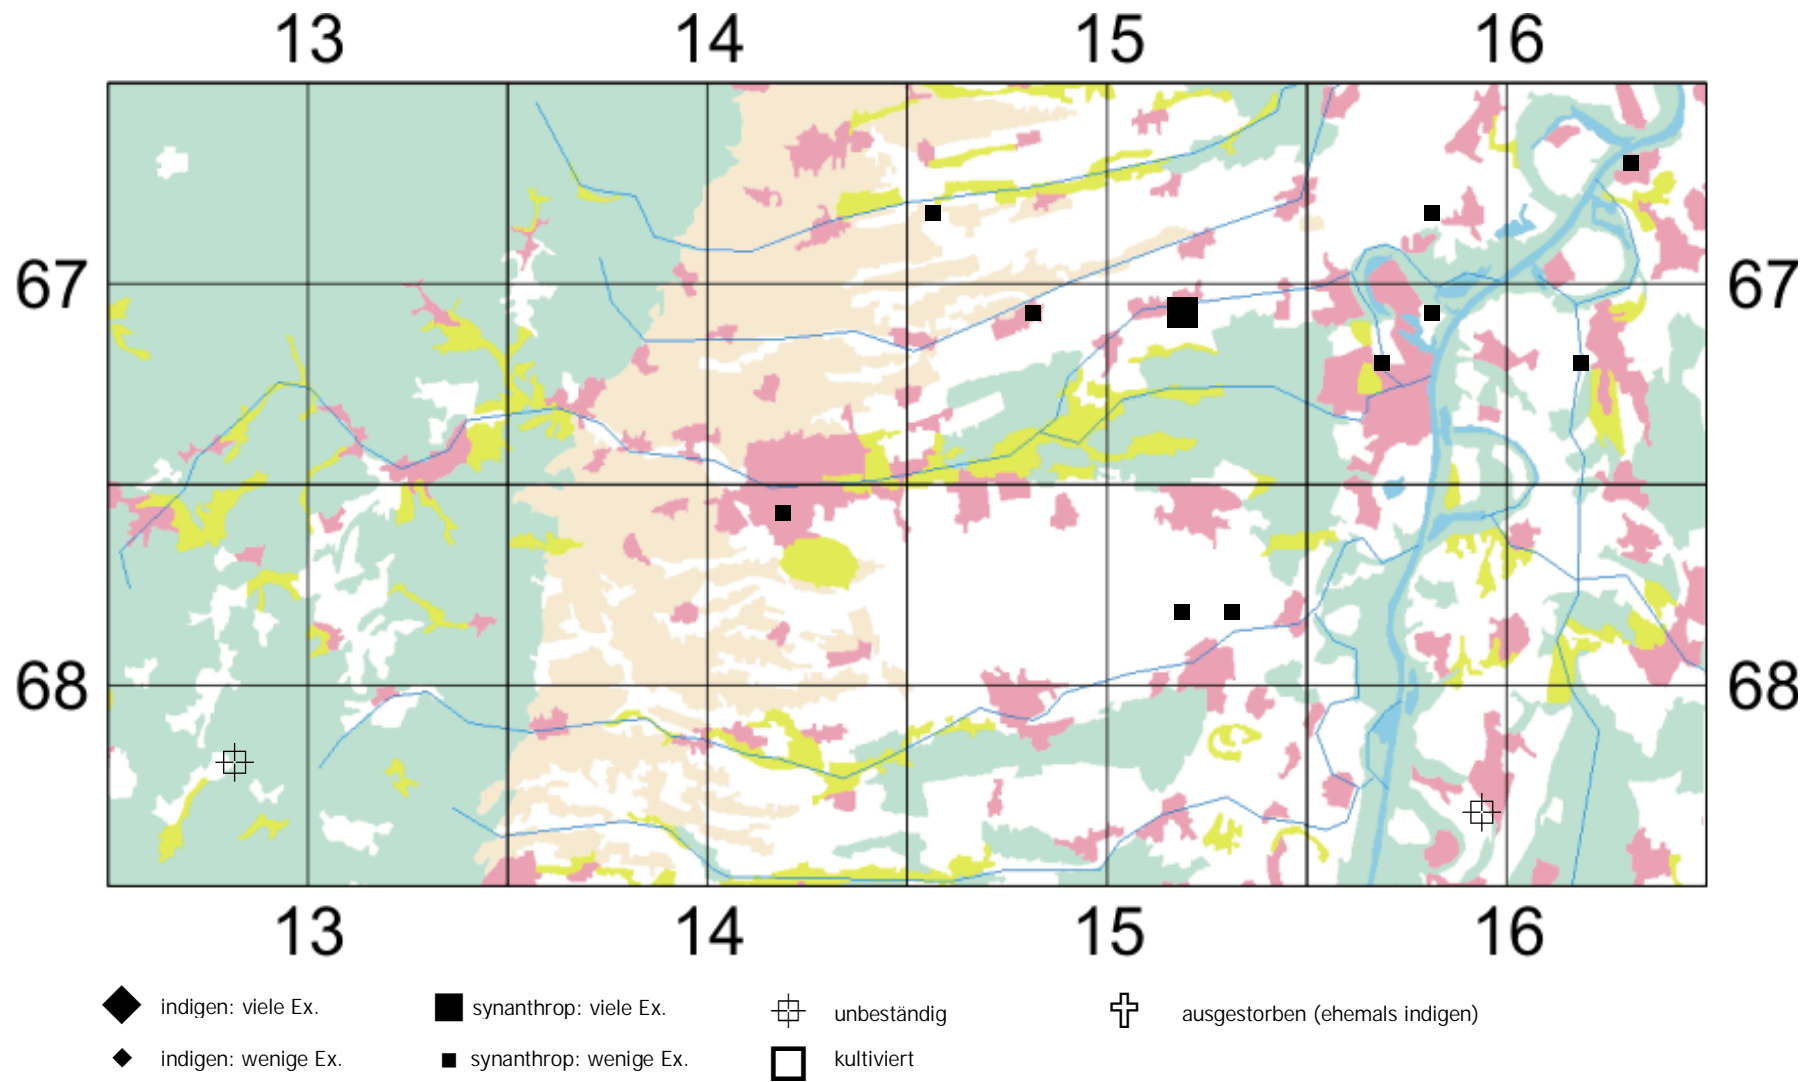 13 14 15 16
67 67
68 68
13 14 15 16
indigen: viele Ex. synanthrop: viele Ex. unbeständig ausgestorben (ehemals indigen)
indigen: wenige Ex. synanthrop: wenige Ex. kultiviert